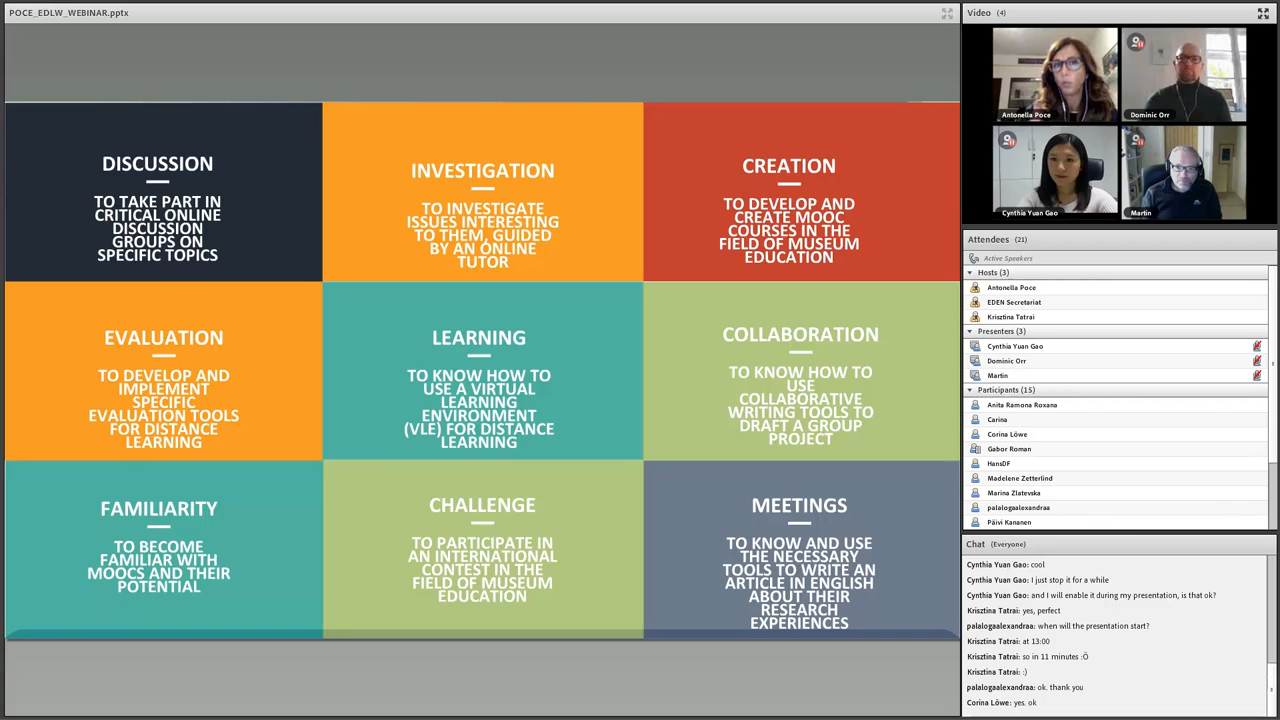 POCE_EDLW_WEBINAR.pptx
DISCUSSION
TO TAKE PART IN
CRITICAL ONLINE
DISCUSSION
GROUPS ON
SPECIFIC TOPICS
INVESTIGATION
TO INVESTIGATE
ISSUES INTERESTING
TO THEM, GUIDED
BY AN ONLINE
TUTOR
CREATION
TO DEVELOP AND
CREATE MOOC
COURSES IN THE
FIELD OF MUSEUM
EDUCATION
EVALUATION
TO DEVELOP AND
IMPLEMENT
SPECIFIC
EVALUATION TOOLS
FOR DISTANCE
LEARNING
LEARNING
TO KNOW HOW TO
USE A VIRTUAL
LEARNING
ENVIRONMENT
(VLE) FOR DISTANCE
LEARNING
COLLABORATION
TO KNOW HOW TO
USE
COLLABORATIVE
WRITING TOOLS TO
DRAFT A GROUP
PROJECT
FAMILIARITY
TO BECOME
FAMILIAR WITH
MOOCS AND THEIR
POTENTIAL
CHALLENGE
TO PARTICIPATE IN
AN INTERNATIONAL
CONTEST IN THE
FIELD OF MUSEUM
EDUCATION
MEETINGS
TO KNOW AND USE
THE NECESSARY
TOOLS TO WRITE AN
ARTICLE IN ENGLISH
ABOUT THEIR
RESEARCH
EXPERIENCES
Video (4)
Antonella Poce
Dominic Orr
Cynthia Yuan Gao
Martin
Attendees (21)
Active Speakers
Hosts (3)
Antonella Poce
EDEN Secretariat
Krisztina Tatrai
Presenters (3)
Cynthia Yuan Gao
Dominic Orr
Martin
Participants (15)
Anita Ramona Roxana
Carina
Corina Löwe
Gabor Roman
HansDF
Madelene Zetterlind
Marina Zlatevska
palalogaalexandraa
Päivi Kananen
Chat (Everyone)
Cynthia Yuan Gao: cool
Cynthia Yuan Gao: I just stop it for a while
Cynthia Yuan Gao: and I will enable it during my presentation, is that ok?
Krisztina Tatrai: yes, perfect
palalogaalexandraa: when will the presentation start?
Krisztina Tatrai: at 13:00
Krisztina Tatrai: so in 11 minutes :Ö
Krisztina Tatrai: :)
palalogaalexandraa: ok. thank you
Corina Löwe: yes. ok